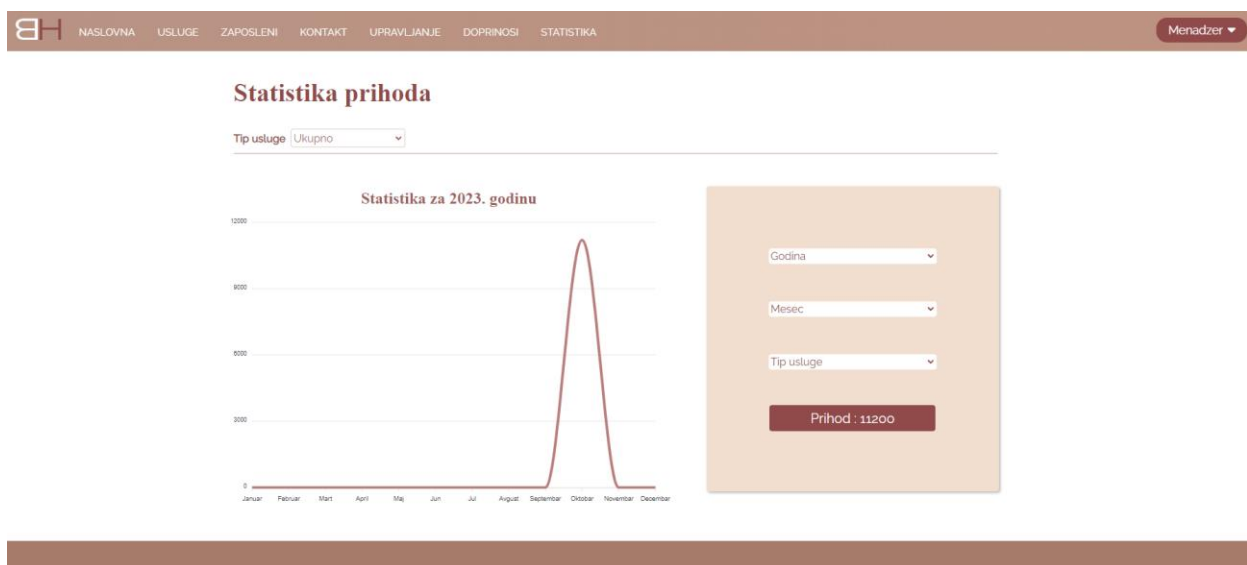 BH NASLOVNA USLUGE ZAPOSLENI KONTAKT UPRAVLJANJE DOPRINOSI STATISTIKA Menadzer
Statistika prihoda
Tip usluge Ukupno
Statistika za 2023. godinu
12000
9000
6000
3000
0
Januar Februar Mart April Maj Jun Jul Avgust Septembar Oktobar Novembar Decembar
Godina
Mesec
Tip usluge
Prihod : 11200